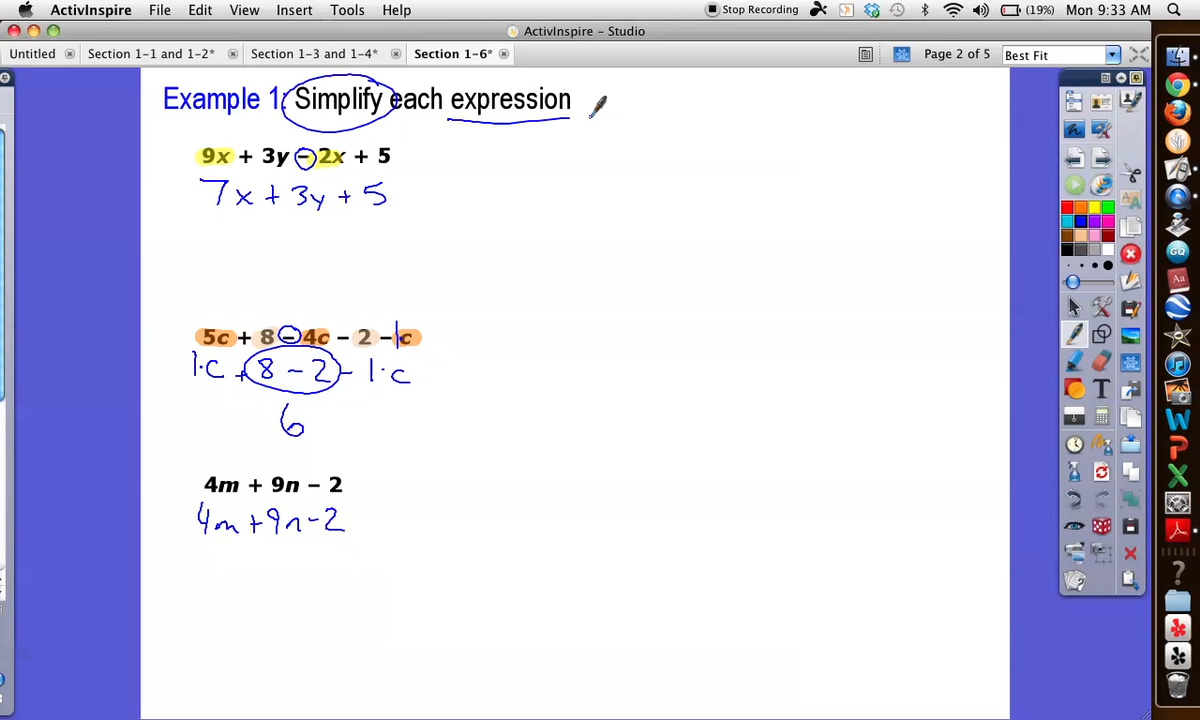 ActivInspire File Edit View Insert Tools Help Stop Recording (19%) Mon 9:33 AM
ActivInspire – Studio
Untitled Section 1-1 and 1-2* Section 1-3 and 1-4* Section 1-6* Page 2 of 5 Best Fit
Example 1: Simplify each expression
9x + 3y – 2x + 5
7x + 3y + 5
5c + 8 – 4c – 2 – 1c
1·c + 8 – 2 – 1·c
6
4m + 9n – 2
4m + 9n – 2